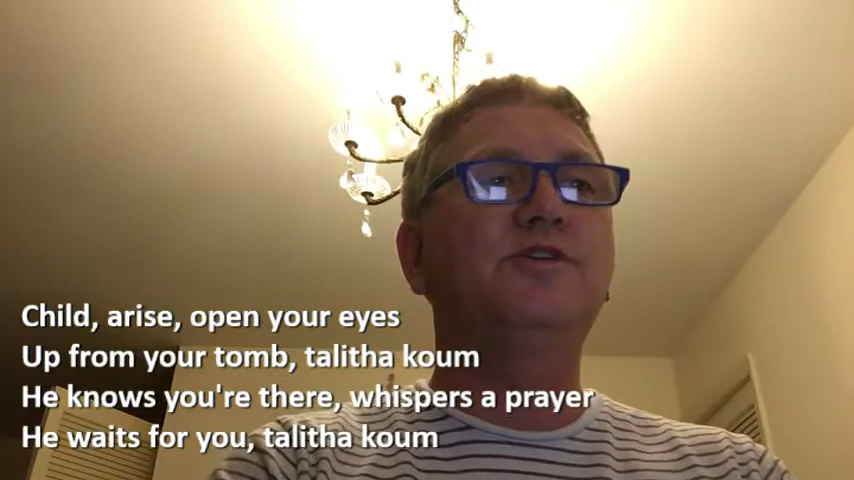 Child, arise, open your eyes
Up from your tomb, talitha koum
He knows you're there, whispers a prayer
He waits for you, talitha koum